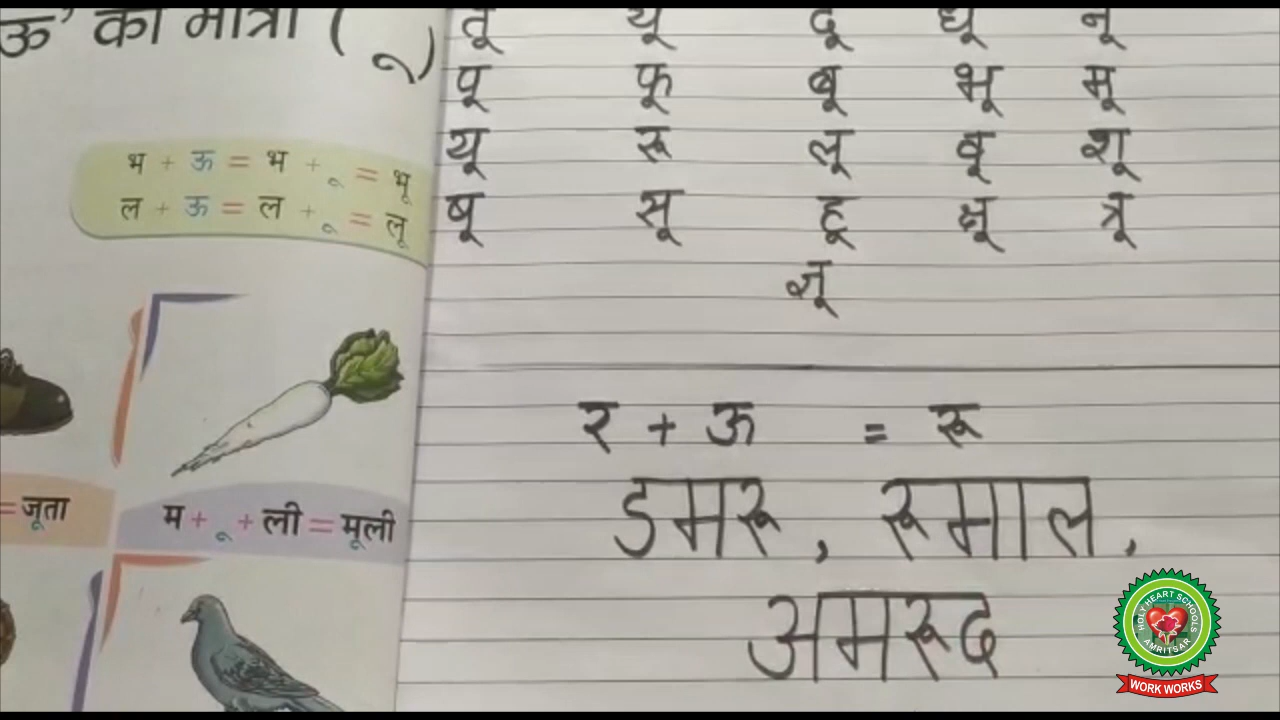 ऊ' की मात्रा ( ू )
भ + ऊ = भ + ू = भू
ल + ऊ = ल + ू = लू
= जूता
म + ू + ली = मूली
तू थू दू धू नू
पू फू बू भू मू
यू रू लू वू शू
षू सू हू क्षू त्रू
ज्ञू
र + ऊ = रू
डमरू, रूमाल,
अमरूद
HOLY HEART SCHOOLS
AMRITSAR
WORK WORKS